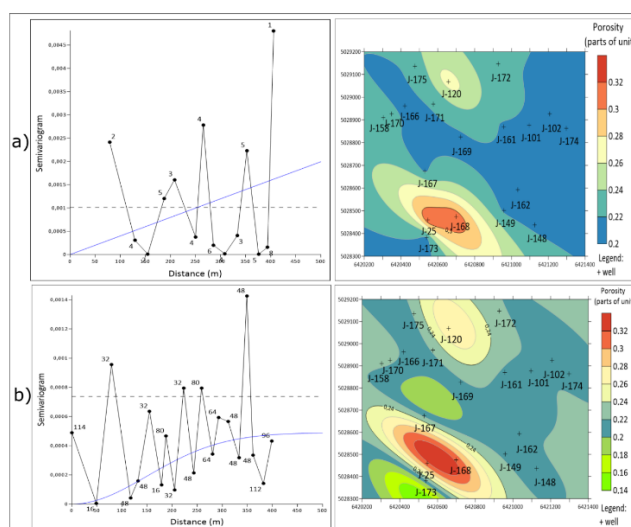 a)
Semivariogram
0,0045
0,004
0,0035
0,003
0,0025
0,002
0,0015
0,001
0,0005
0
0 50 100 150 200 250 300 350 400 450 500
Distance (m)
2
4
5
3
4
4
6
3
5
1
Porosity
(parts of unit)
5029200
5029100
5029000
5028900
5028800
5028700
5028600
5028500
5028400
5028300
6420200 6420400 6420600 6420800 6421000 6421200 6421400
J-175
J-120
J-172
J-166
J-170
J-158
J-171
J-169
J-161
J-101
J-102
J-174
J-167
J-162
J-149
J-148
J-25
J-168
J-173
0.32
0.3
0.28
0.26
0.24
0.22
0.2
Legend:
+ well
b)
Semivariogram
0,0014
0,0012
0,001
0,0008
0,0006
0,0004
0,0002
0
0 50 100 150 200 250 300 350 400 450 500
Distance (m)
114
16
32
48
48
32
16
80
32
32
48
80
64
64
48
48
48
48
112
96
Porosity
(parts of unit)
5029200
5029100
5029000
5028900
5028800
5028700
5028600
5028500
5028400
5028300
6420200 6420400 6420600 6420800 6421000 6421200 6421400
J-175
J-120
J-172
J-166
J-170
J-158
J-171
J-169
J-161
J-101
J-102
J-174
J-167
J-162
J-149
J-148
J-25
J-168
J-173
0,32
0,3
0,28
0,26
0,24
0,22
0,2
0,18
0,16
0,14
Legend:
+ well